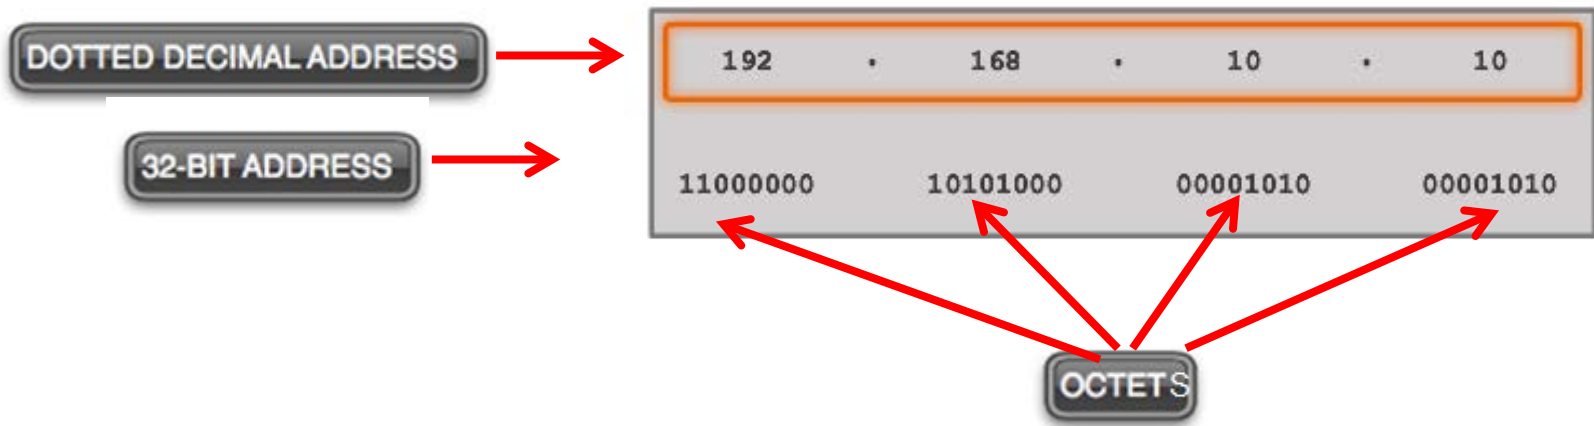 DOTTED DECIMAL ADDRESS
192 . 168 . 10 . 10
32-BIT ADDRESS
11000000 10101000 00001010 00001010
OCTETS